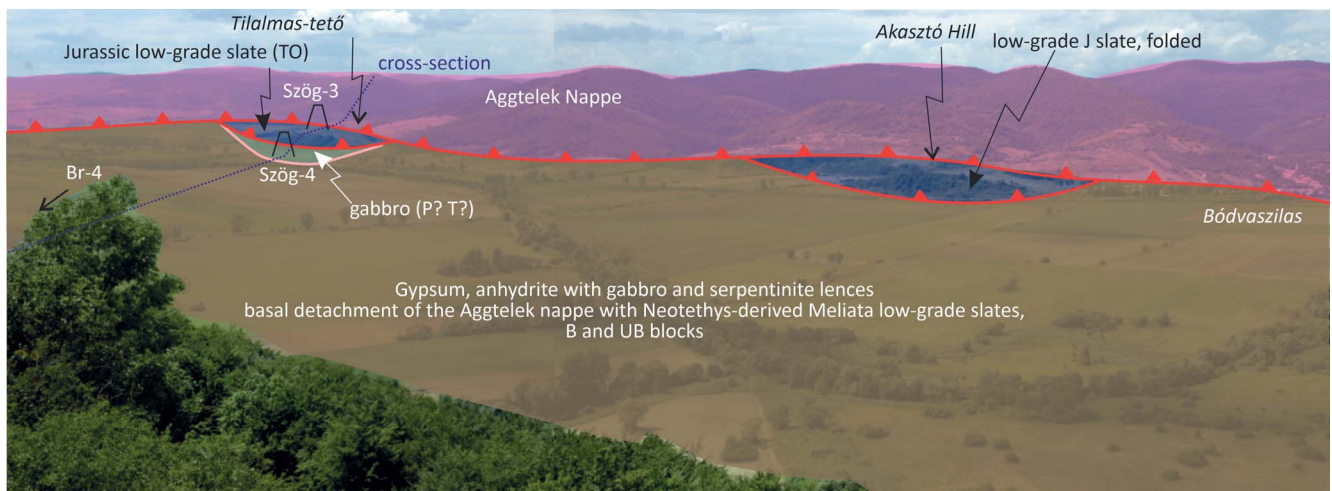 Tilalmas-tető
Jurassic low-grade slate (TO)
cross-section
Szög-3
Aggtelek Nappe
Akasztó Hill
low-grade J slate, folded
Br-4
Szög-4
gabbro (P? T?)
Bódvaszilas
Gypsum, anhydrite with gabbro and serpentinite lences
basal detachment of the Aggtelek nappe with Neotethys-derived Meliata low-grade slates,
B and UB blocks